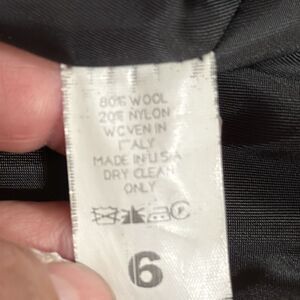 80% WOOL
20% NYLON
WOVEN IN
ITALY
MADE IN U.S.A
DRY CLEAN
ONLY
6